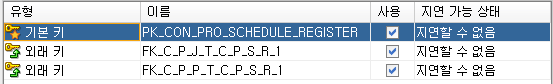 유형 이름 사용 지연 가능 상태
기본 키 PK_CON_PRO_SCHEDULE_REGISTER 지연할 수 없음
외래 키 FK_C_P_J_T_C_P_S_R_1 지연할 수 없음
외래 키 FK_C_P_P_T_C_P_S_R_1 지연할 수 없음